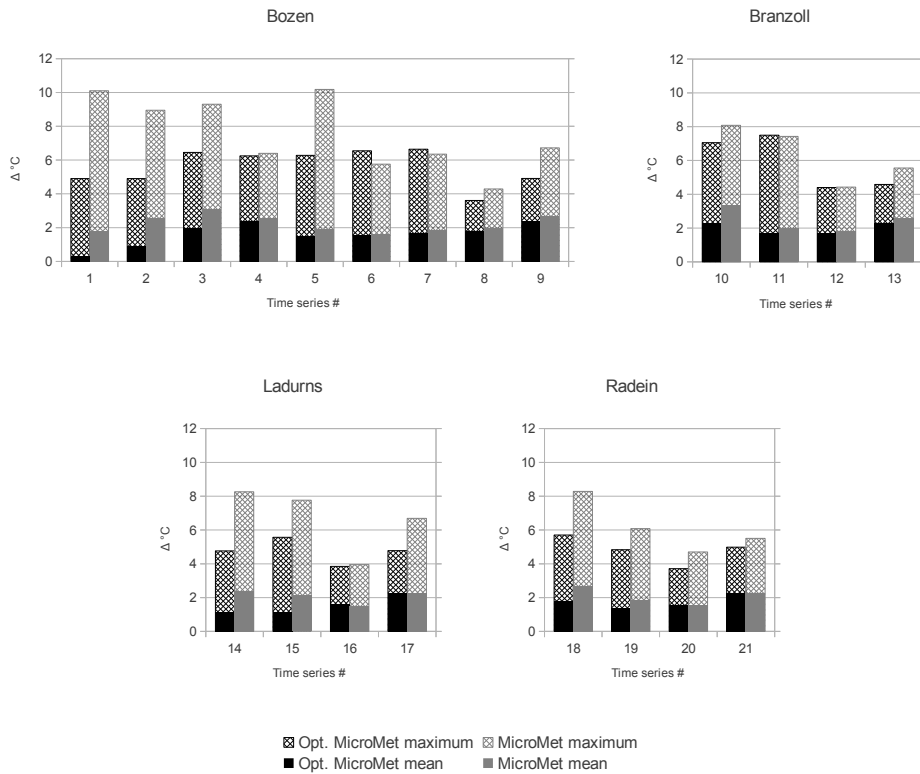 Bozen
Branzoll
12
10
8
6
4
2
0
Δ °C
1 2 3 4 5 6 7 8 9
Time series #
12
10
8
6
4
2
0
Δ °C
10 11 12 13
Time series #
Ladurns
Radein
12
10
8
6
4
2
0
Δ °C
14 15 16 17
Time series #
12
10
8
6
4
2
0
Δ °C
18 19 20 21
Time series #
Opt. MicroMet maximum MicroMet maximum
Opt. MicroMet mean MicroMet mean